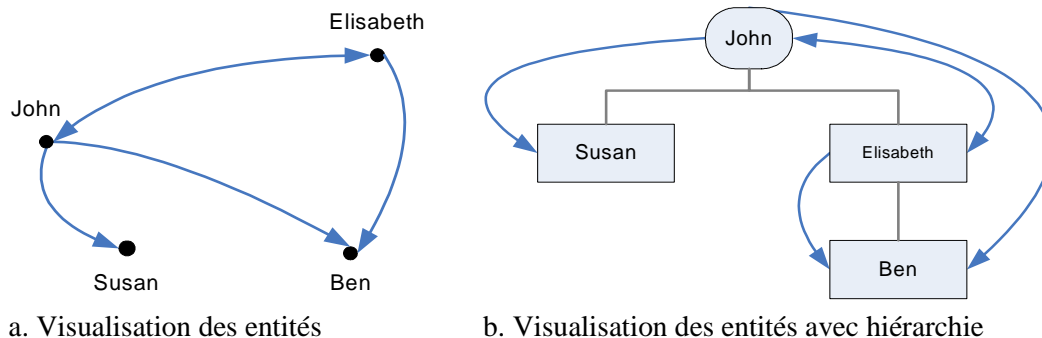 Elisabeth
John
Susan
Ben
a. Visualisation des entités
John
Susan
Elisabeth
Ben
b. Visualisation des entités avec hiérarchie